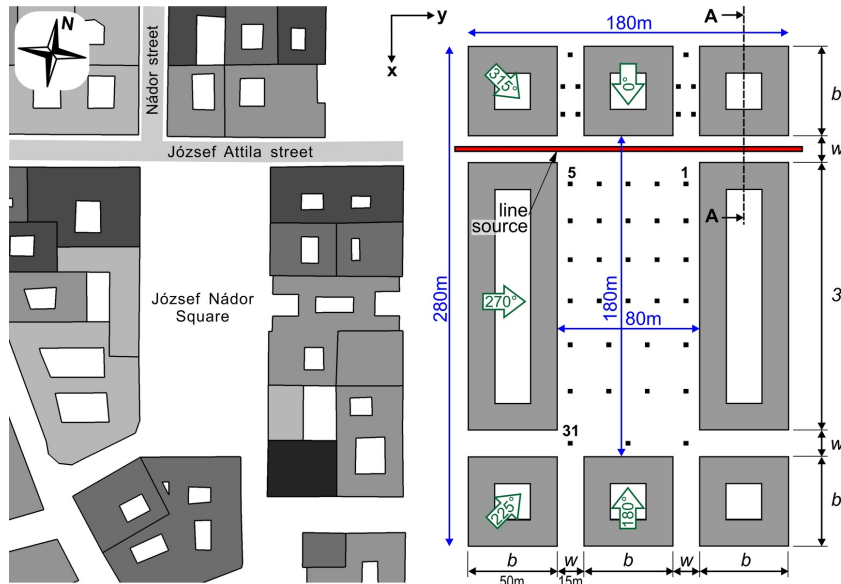 N
Nádor street
József Attila street
József Nádor
Square
y
x
A
180m
315°
0°
b
w
5
1
line
source
A
280m
180m
270°
80m
3
31
w
225°
180°
b
b
w
b
w
b
50m
15m